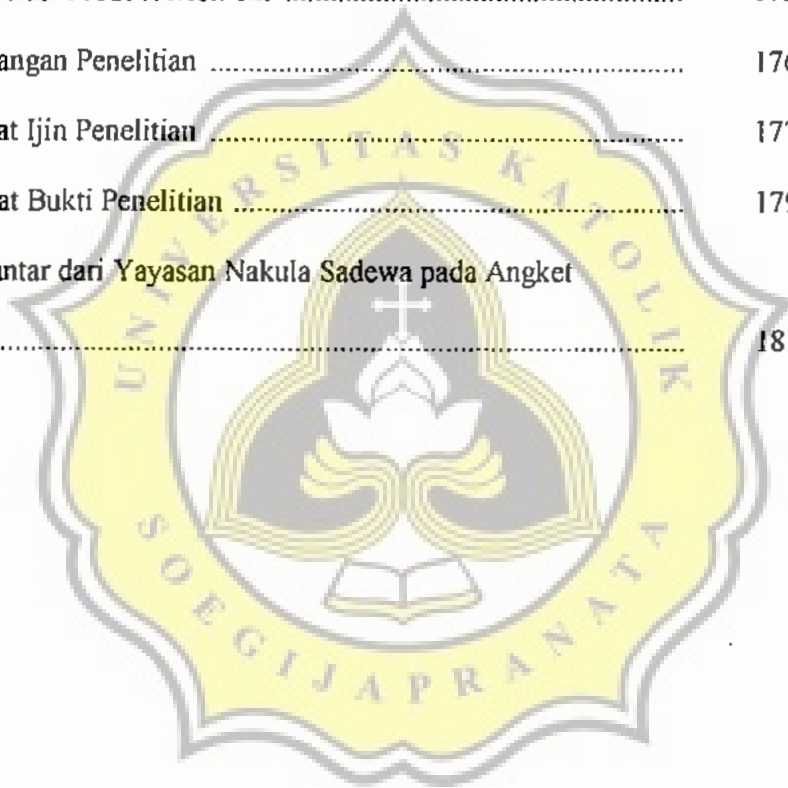 angan Penelitian ........................................................ 176
at Ijin Penelitian ........................................................ 177
at Bukti Penelitian ..................................................... 179
antar dari Yayasan Nakula Sadewa pada Angket
........................................................ 18
UNIVERSITAS KATOLIK
SOEGIJAPRANATA